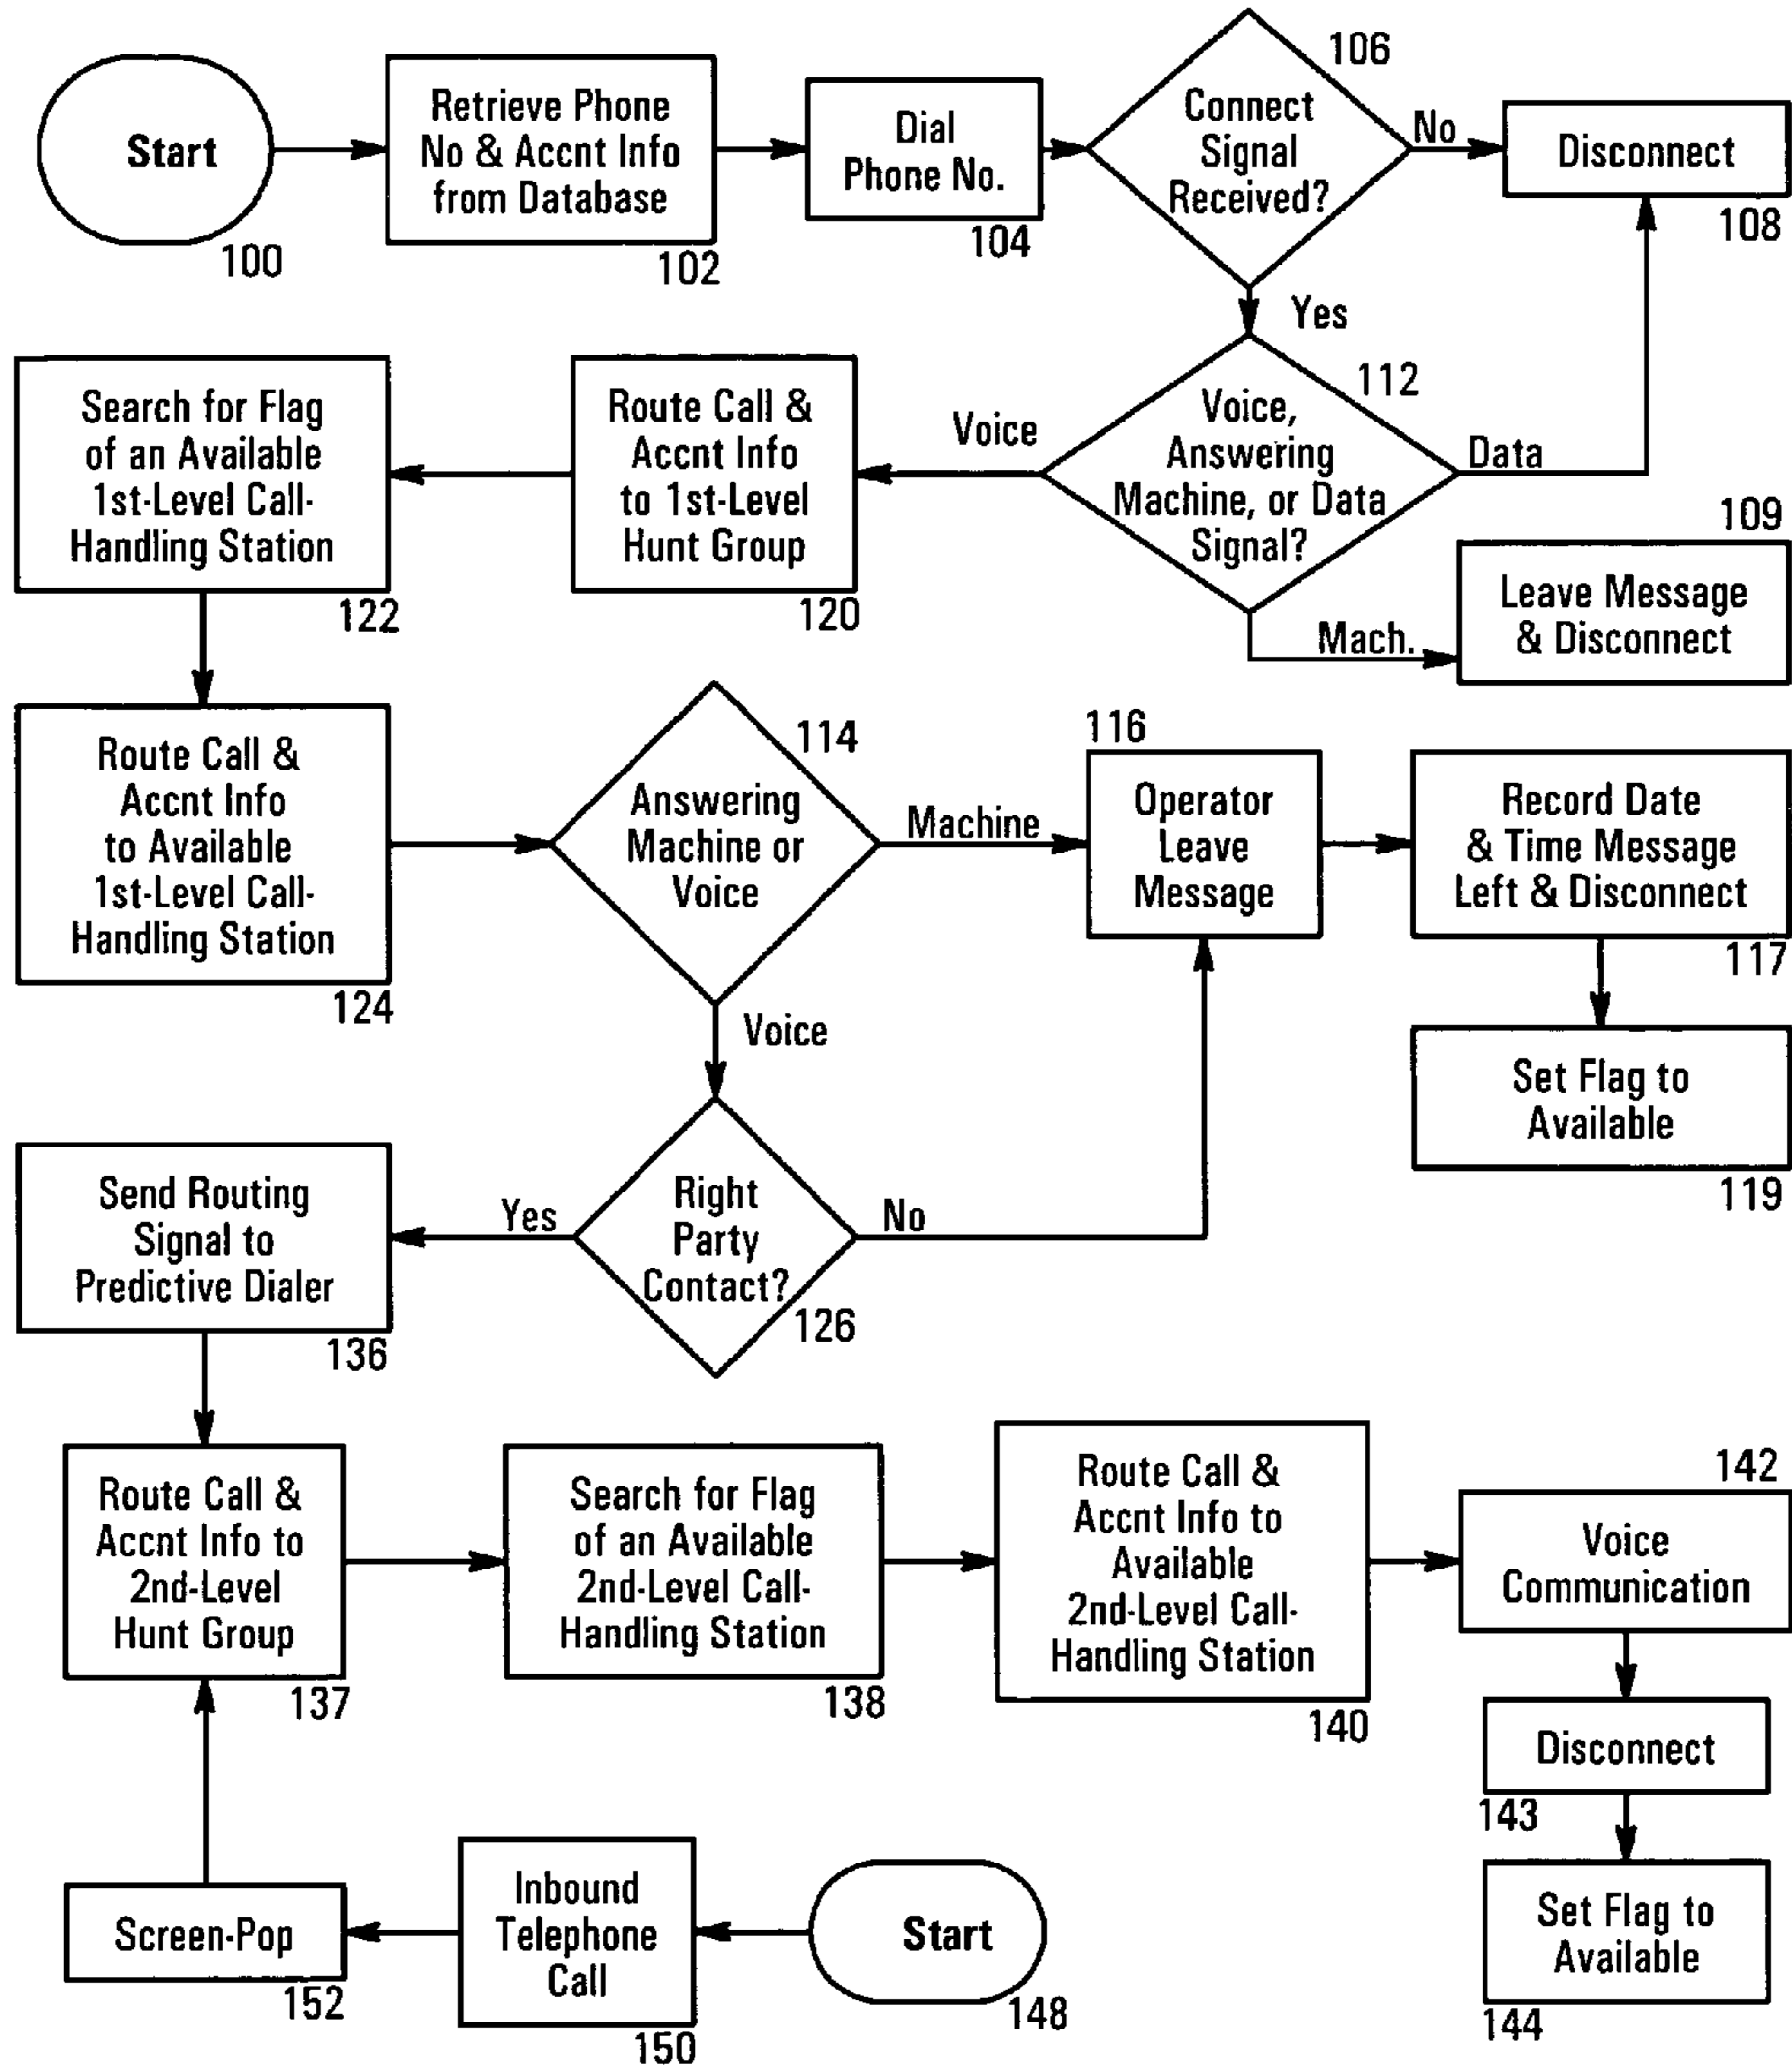 Start
100
Retrieve Phone
No & Accnt Info
from Database
102
Dial
Phone No.
104
106
Connect
Signal
Received?
No
Disconnect
108
Yes
112
Voice,
Answering
Machine, or Data
Signal?
Data
Voice
Mach.
109
Leave Message
& Disconnect
Route Call &
Accnt Info
to 1st-Level
Hunt Group
120
Search for Flag
of an Available
1st-Level Call-
Handling Station
122
Route Call &
Accnt Info
to Available
1st-Level Call-
Handling Station
124
114
Answering
Machine or
Voice
Machine
116
Operator
Leave
Message
Record Date
& Time Message
Left & Disconnect
117
Set Flag to
Available
119
Voice
Right
Party
Contact?
126
No
Yes
Send Routing
Signal to
Predictive Dialer
136
Route Call &
Accnt Info to
2nd-Level
Hunt Group
137
Search for Flag
of an Available
2nd-Level Call-
Handling Station
138
Route Call &
Accnt Info to
Available
2nd-Level Call-
Handling Station
140
142
Voice
Communication
Disconnect
143
Set Flag to
Available
144
Screen-Pop
152
Inbound
Telephone
Call
150
Start
148